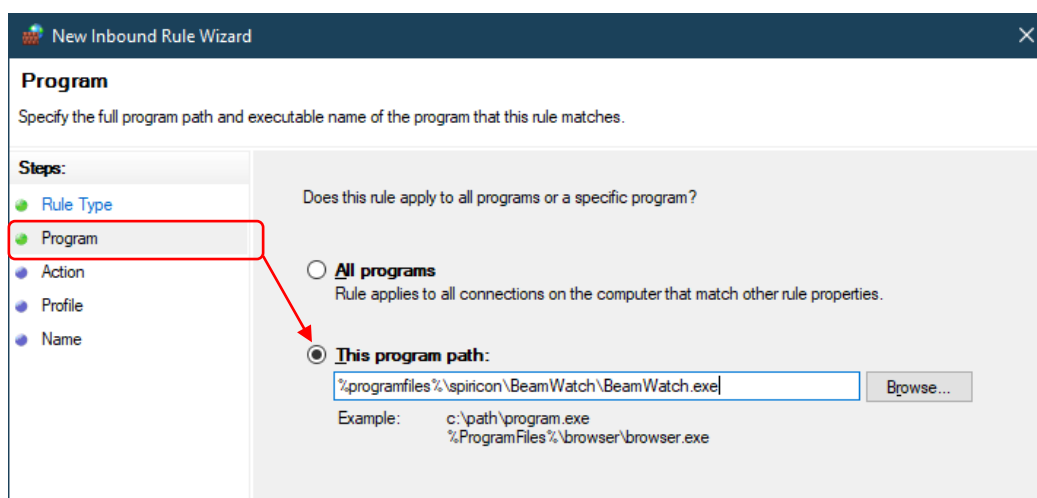 New Inbound Rule Wizard
Program
Specify the full program path and executable name of the program that this rule matches.
Steps:
Rule Type
Program
Action
Profile
Name
Does this rule apply to all programs or a specific program?
All programs
Rule applies to all connections on the computer that match other rule properties.
This program path:
%programfiles%\spiricon\BeamWatch\BeamWatch.exe
Browse...
Example: c:\path\program.exe
%ProgramFiles%\browser\browser.exe